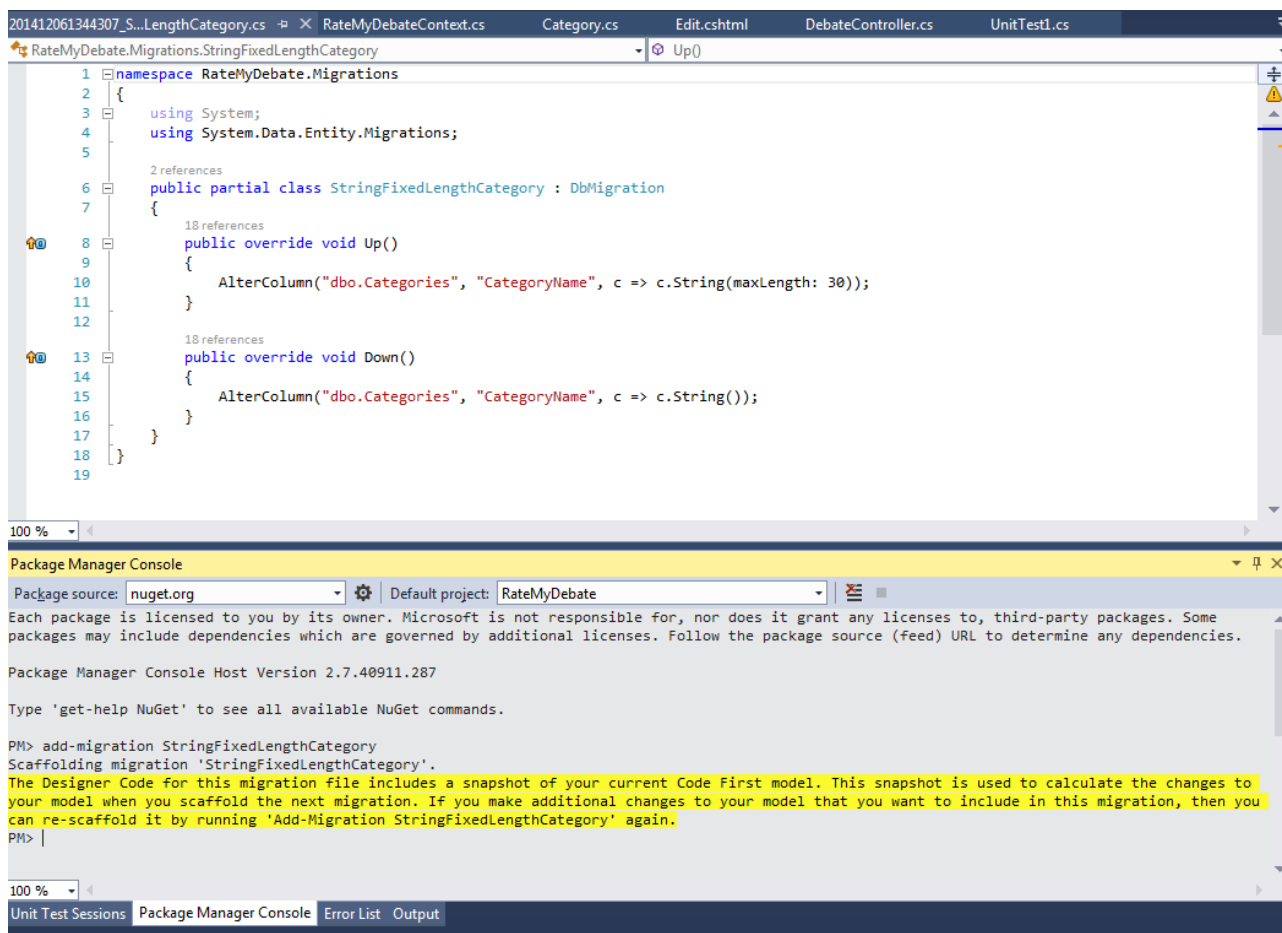 201412061344307_S...LengthCategory.cs RateMyDebateContext.cs Category.cs Edit.cshtml DebateController.cs UnitTest1.cs
RateMyDebate.Migrations.StringFixedLengthCategory Up()
1 namespace RateMyDebate.Migrations
2 {
3 using System;
4 using System.Data.Entity.Migrations;
5
2 references
6 public partial class StringFixedLengthCategory : DbMigration
7 {
18 references
8 public override void Up()
9 {
10 AlterColumn("dbo.Categories", "CategoryName", c => c.String(maxLength: 30));
11 }
12
18 references
13 public override void Down()
14 {
15 AlterColumn("dbo.Categories", "CategoryName", c => c.String());
16 }
17 }
18 }
19
100 %
Package Manager Console
Package source: nuget.org Default project: RateMyDebate
Each package is licensed to you by its owner. Microsoft is not responsible for, nor does it grant any licenses to, third-party packages. Some
packages may include dependencies which are governed by additional licenses. Follow the package source (feed) URL to determine any dependencies.
Package Manager Console Host Version 2.7.40911.287
Type 'get-help NuGet' to see all available NuGet commands.
PM> add-migration StringFixedLengthCategory
Scaffolding migration 'StringFixedLengthCategory'.
The Designer Code for this migration file includes a snapshot of your current Code First model. This snapshot is used to calculate the changes to
your model when you scaffold the next migration. If you make additional changes to your model that you want to include in this migration, then you
can re-scaffold it by running 'Add-Migration StringFixedLengthCategory' again.
PM>
100 %
Unit Test Sessions Package Manager Console Error List Output